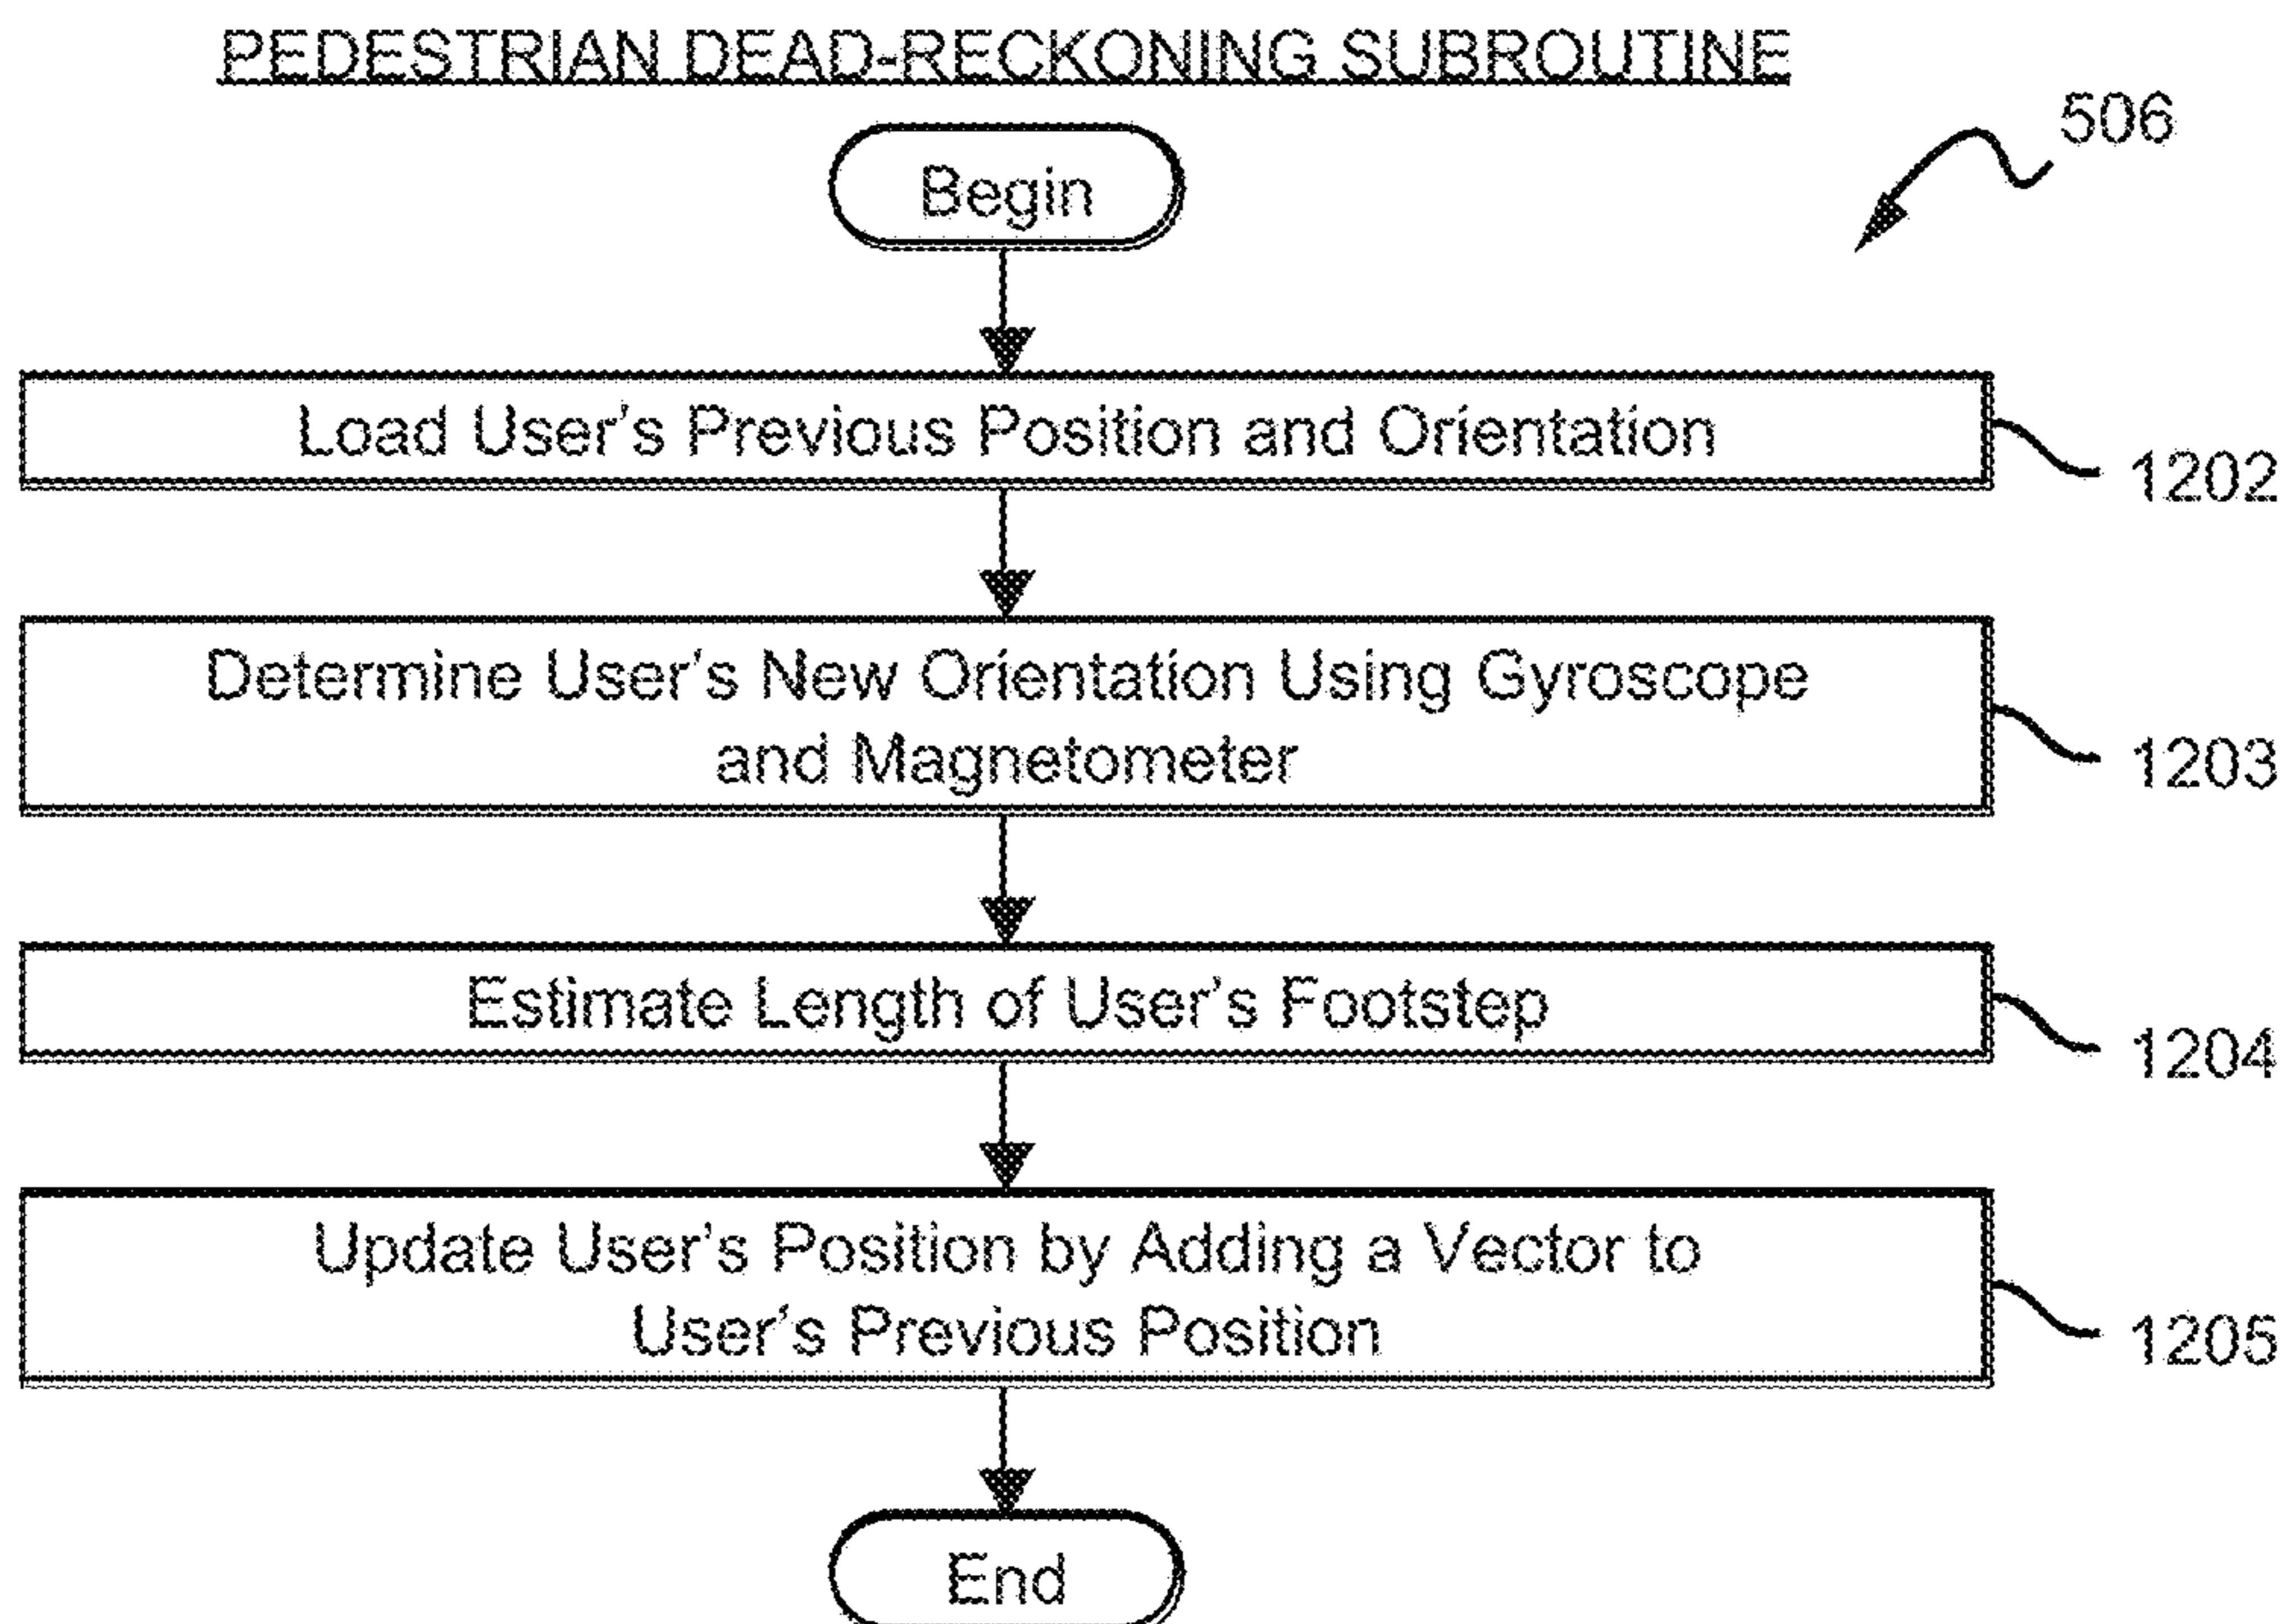 PEDESTRIAN DEAD-RECKONING SUBROUTINE
506
Begin
Load User's Previous Position and Orientation
1202
Determine User's New Orientation Using Gyroscope
and Magnetometer
1203
Estimate Length of User's Footstep
1204
Update User's Position by Adding a Vector to
User's Previous Position
1205
End